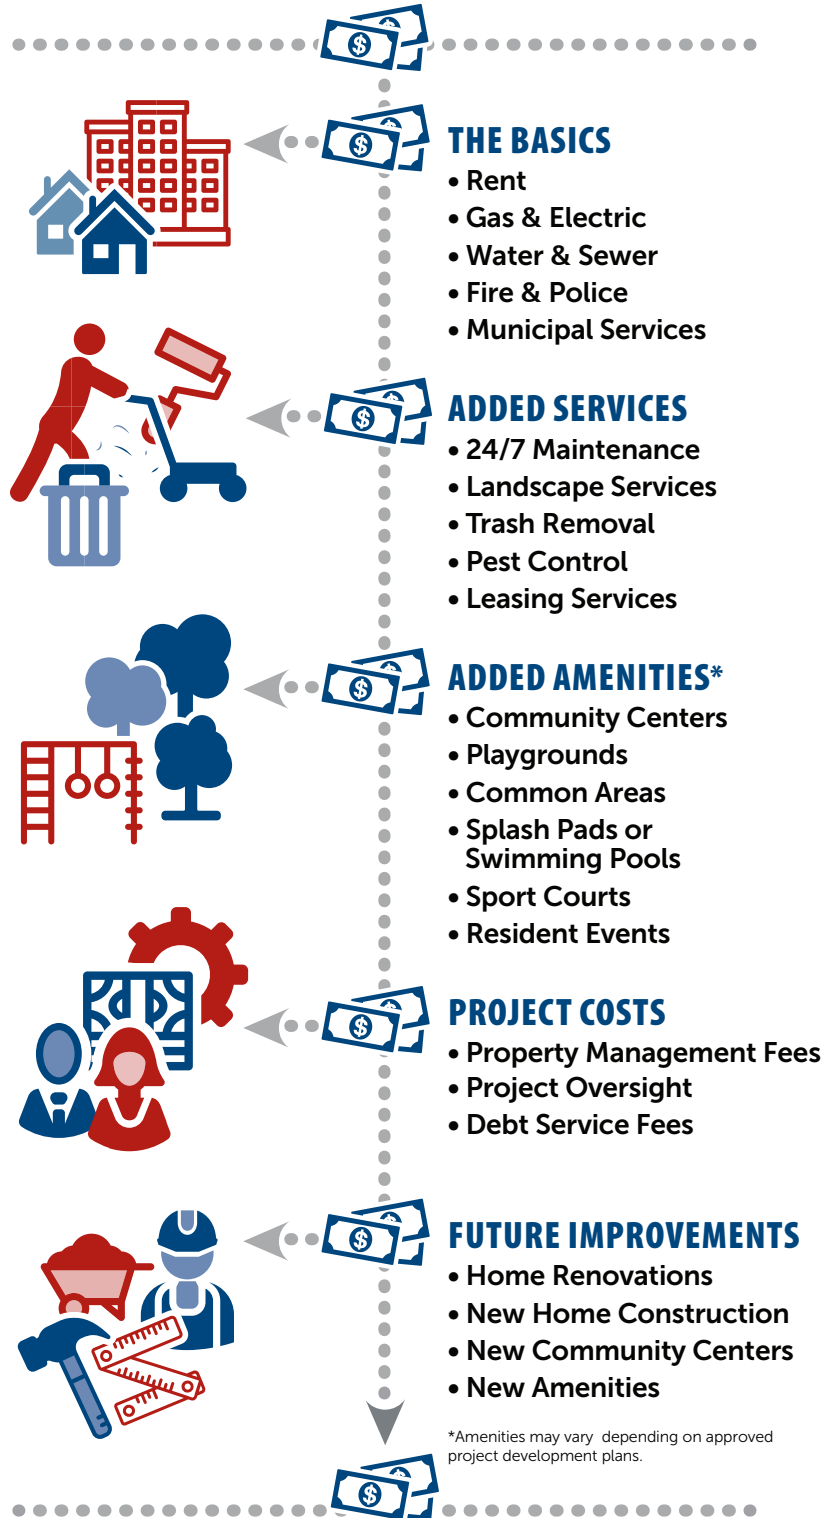 THE BASICS
• Rent
• Gas & Electric
• Water & Sewer
• Fire & Police
• Municipal Services
ADDED SERVICES
• 24/7 Maintenance
• Landscape Services
• Trash Removal
• Pest Control
• Leasing Services
ADDED AMENITIES*
• Community Centers
• Playgrounds
• Common Areas
• Splash Pads or
Swimming Pools
• Sport Courts
• Resident Events
PROJECT COSTS
• Property Management Fees
• Project Oversight
• Debt Service Fees
FUTURE IMPROVEMENTS
• Home Renovations
• New Home Construction
• New Community Centers
• New Amenities
*Amenities may vary depending on approved
project development plans.